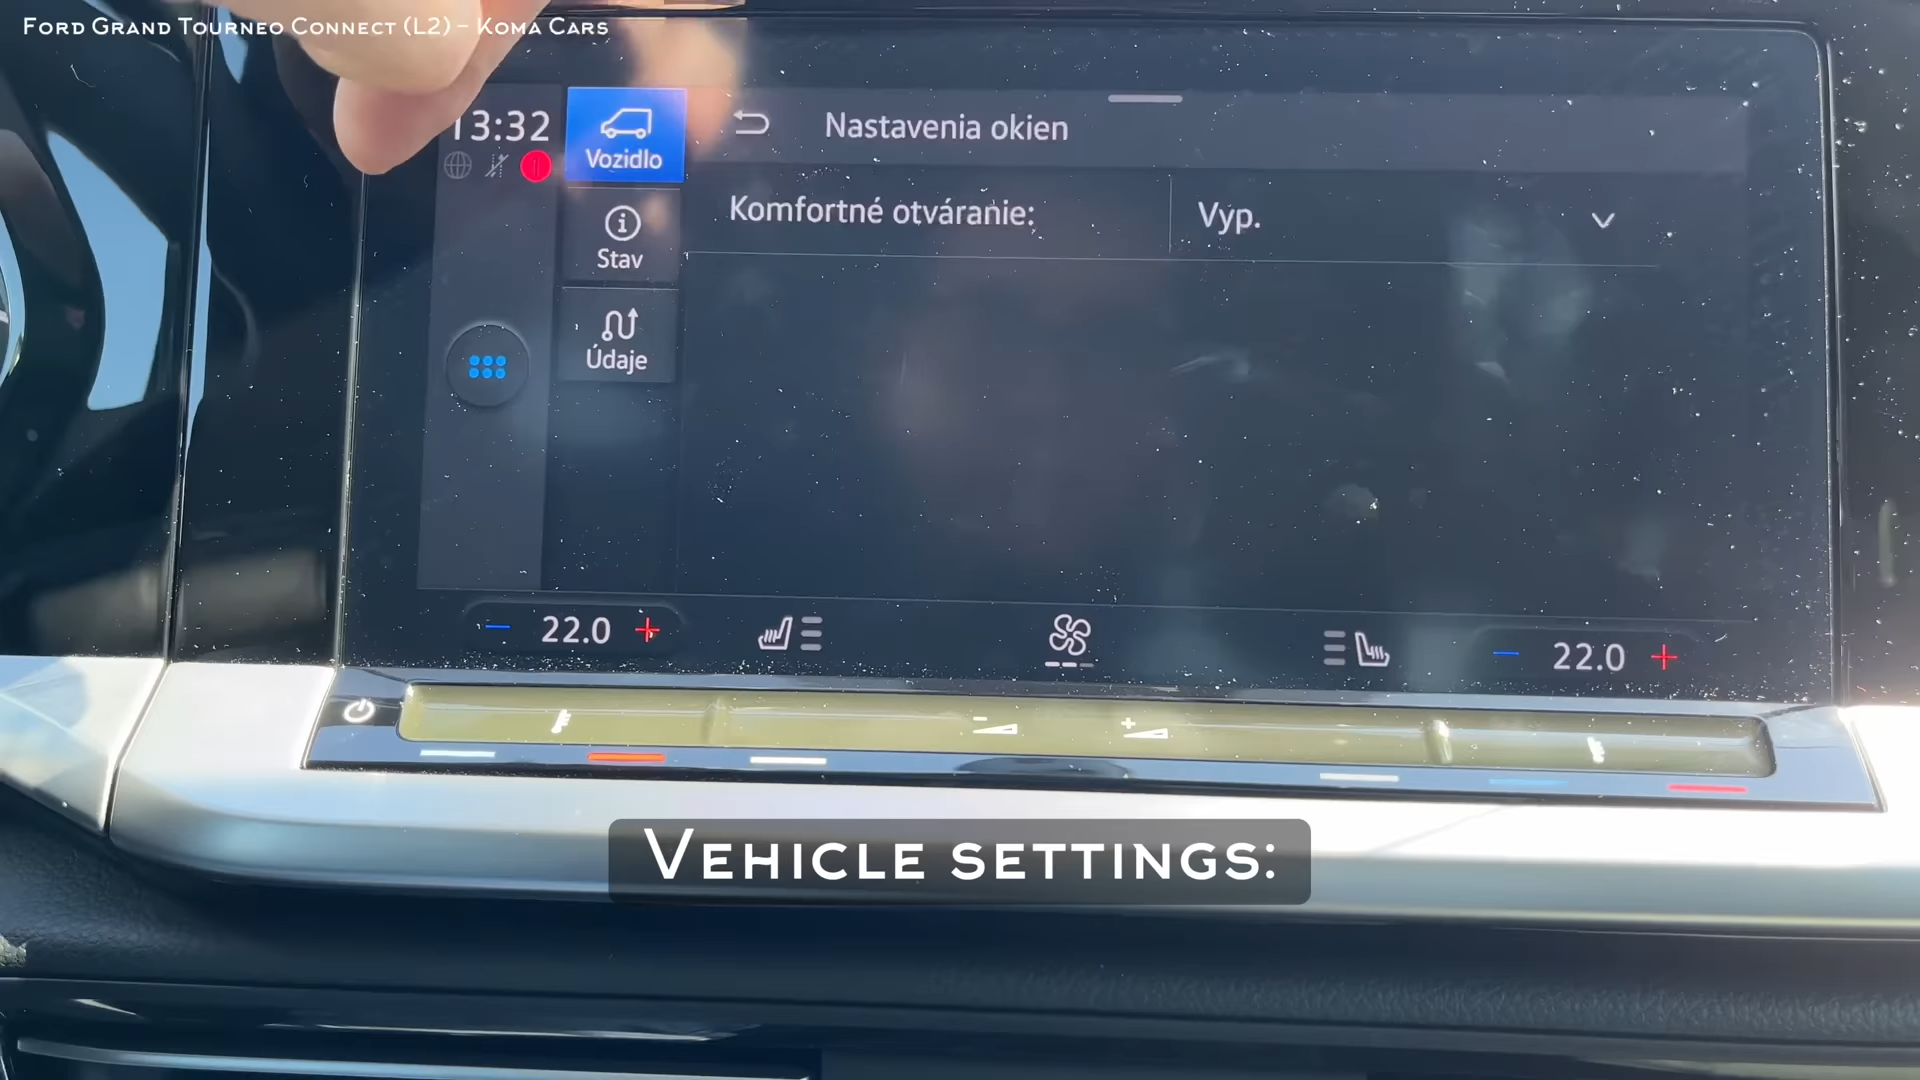 Ford Grand Tourneo Connect (L2) – Koma Cars
13:32
Vozidlo
Nastavenia okien
Komfortné otváranie:
Vyp.
Stav
Údaje
22.0
22.0
Vehicle settings: